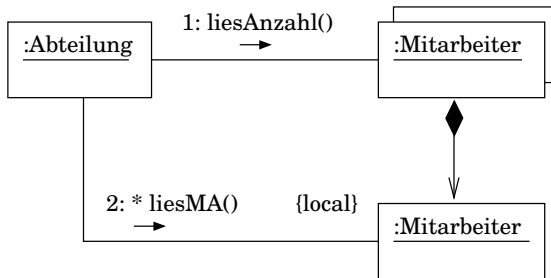 :Abteilung
1: liesAnzahl()
:Mitarbeiter
2: * liesMA()
{local}
:Mitarbeiter